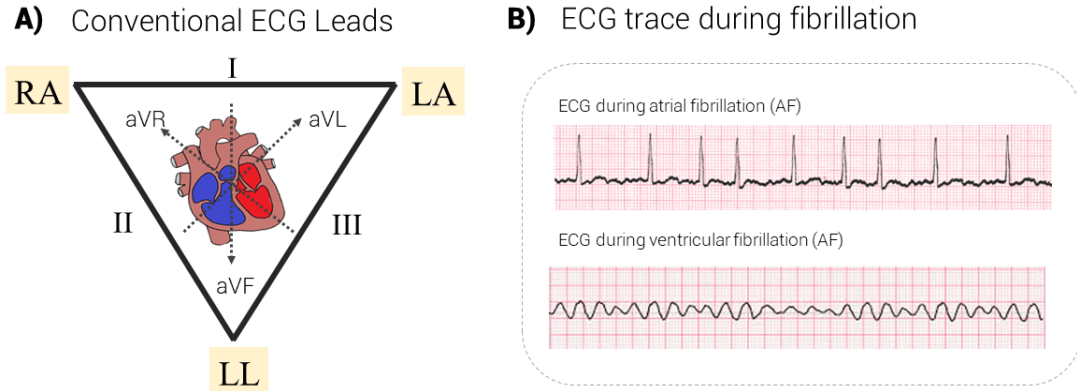 A) Conventional ECG Leads
I
RA
LA
aVR
aVL
II
III
aVF
LL
B) ECG trace during fibrillation
ECG during atrial fibrillation (AF)
ECG during ventricular fibrillation (AF)